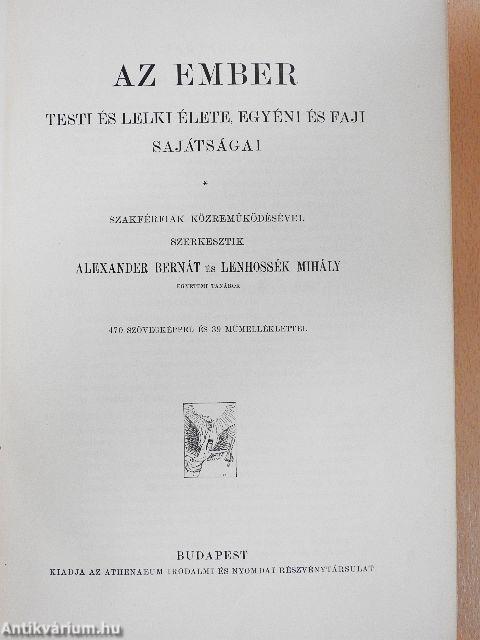 AZ EMBER
TESTI ÉS LELKI ÉLETE, EGYÉNI ÉS FAJI
SAJÁTSÁGAI
*
SZAKFÉRFIAK KÖZREMŰKÖDÉSÉVEL
SZERKESZTIK
ALEXANDER BERNÁT ÉS LENHOSSÉK MIHÁLY
EGYETEMI TANÁROK
470 SZÖVEGKÉPPEL ÉS 39 MŰMELLÉKLETTEL
BUDAPEST
KIADJA AZ ATHENAEUM IRODALMI ÉS NYOMDAI RÉSZVÉNYTÁRSULAT
Antikvárium.hu